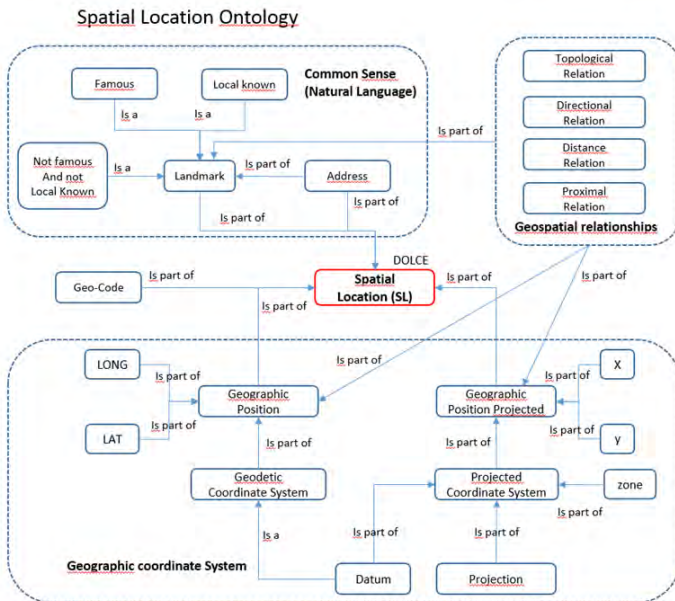 Spatial Location Ontology
Famous
Local known
Common Sense
(Natural Language)
Topological
Relation
Is a
Is a
Directional
Relation
Is part of
Not famous
And not
Local Known
Is a
Landmark
Is part of
Address
Distance
Relation
Is part of
Is part of
Proximal
Relation
Geospatial relationships
DOLCE
Geo-Code
Is part of
Spatial
Location (SL)
Is part of
Is part of
Is part of
LONG
Is part of
Is part of
X
Geographic
Position
Geographic
Position Projected
Is part of
LAT
Is part of
Is part of
y
Is part of
Is part of
Geodetic
Coordinate System
Projected
Coordinate System
zone
Is part of
Is a
Is part of
Is part of
Geographic coordinate System
Datum
Projection